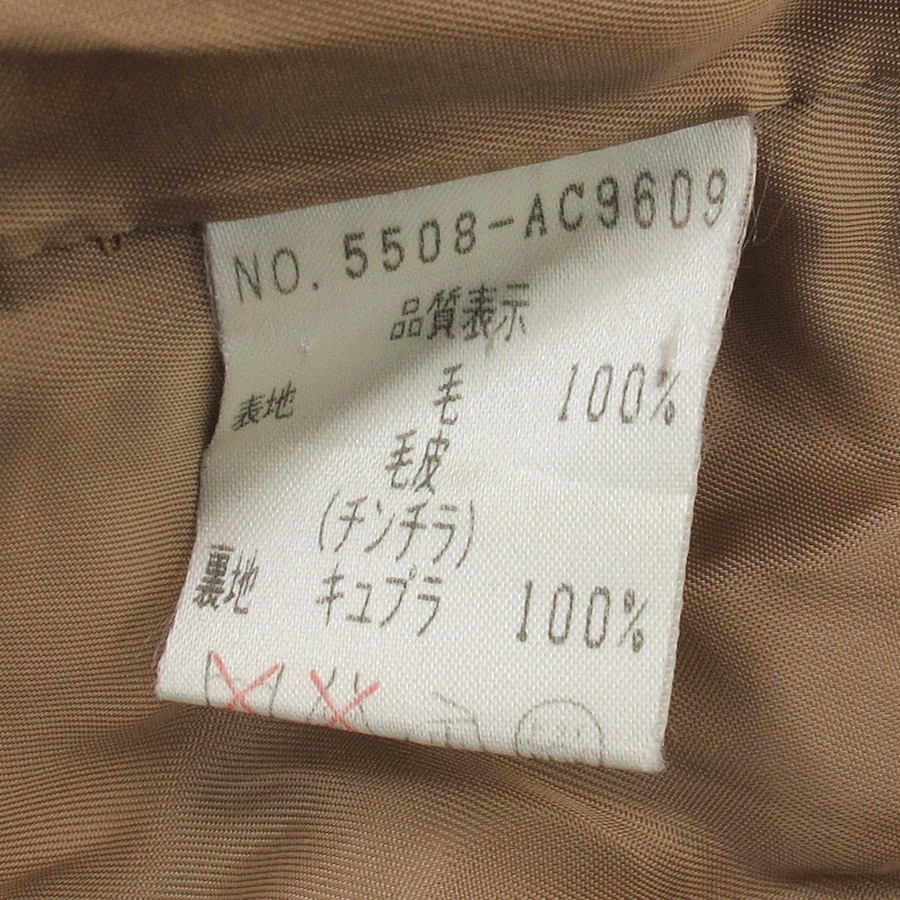 NO. 5508-AC9609
品質表示
表地 毛 100%
毛皮
(チンチラ)
裏地 キュプラ 100%